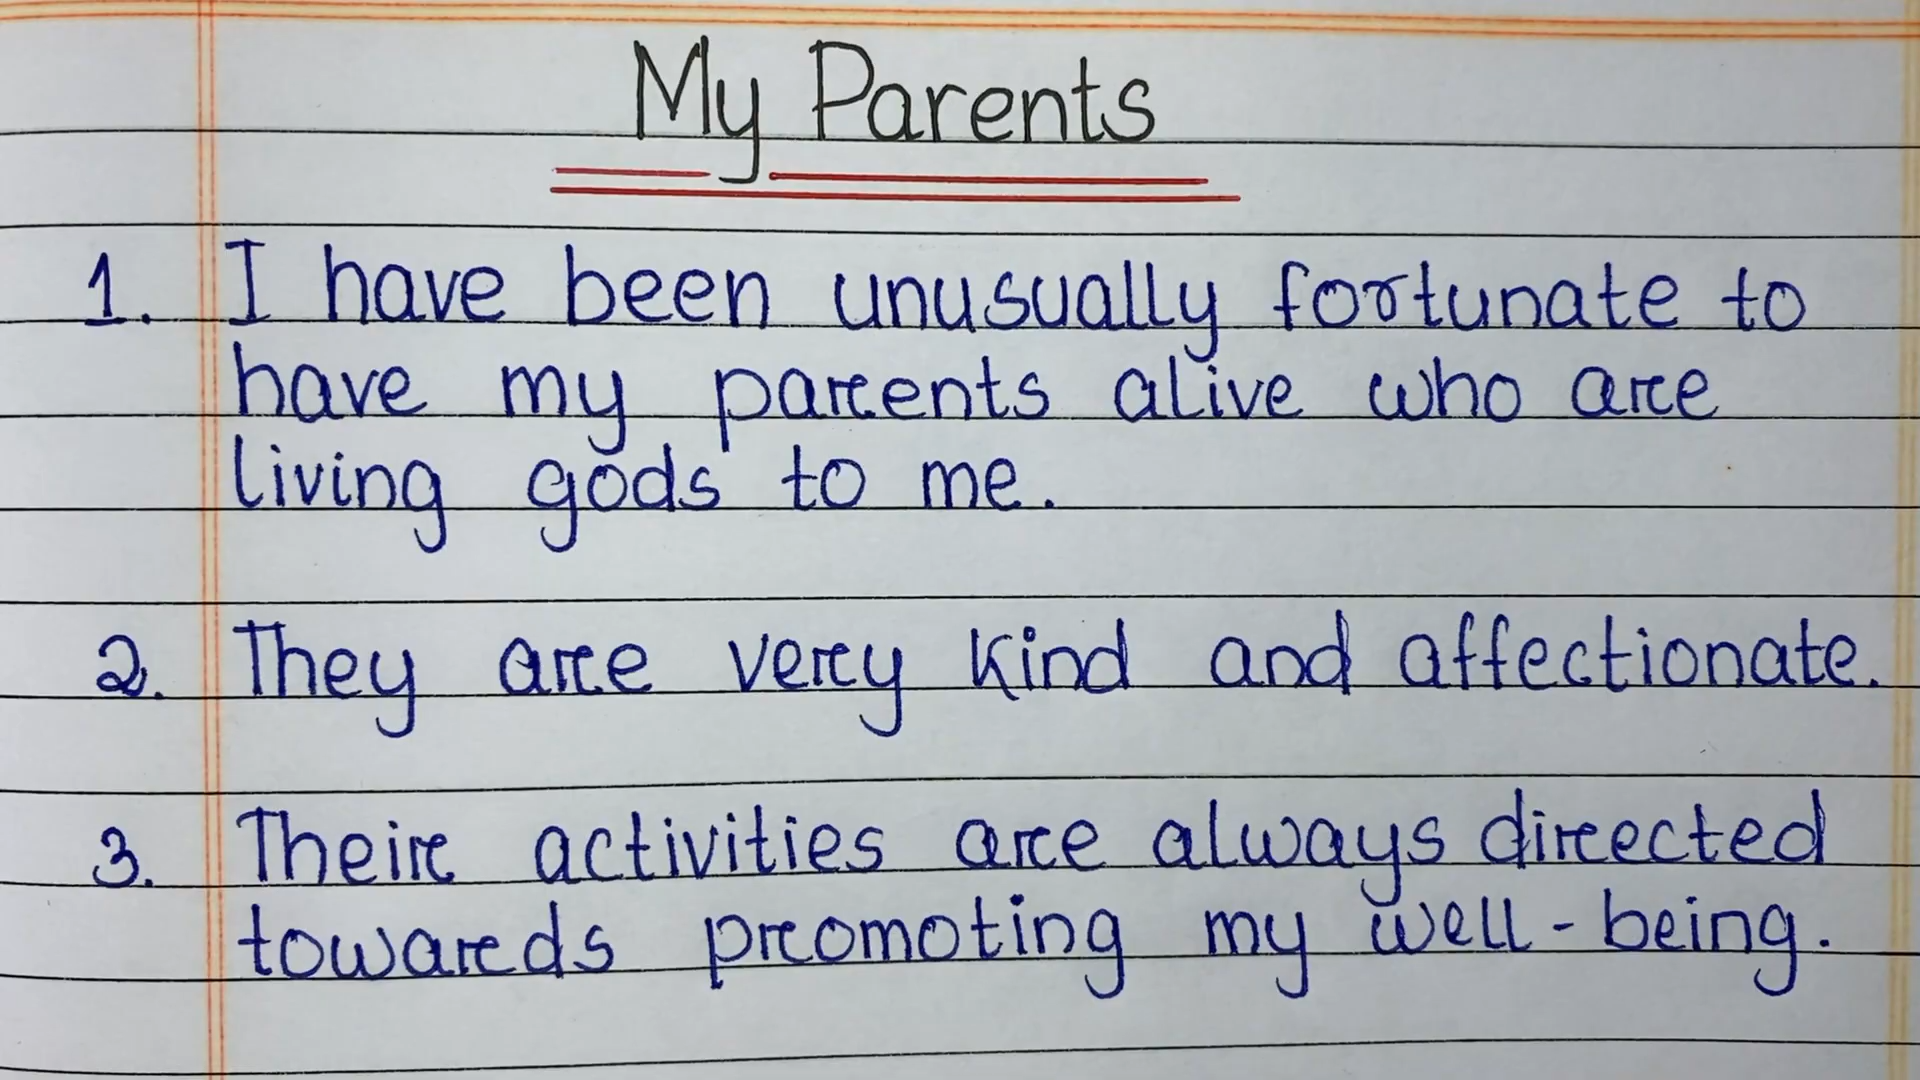 My Parents
1. I have been unusually fortunate to
have my parents alive who are
living gods to me.
2. They are very kind and affectionate.
3. Their activities are always directed
towards promoting my well-being.